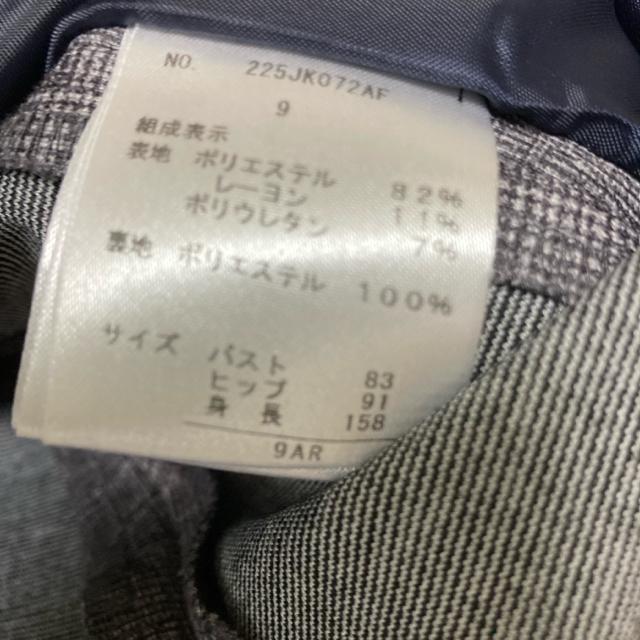 NO. 225JK072AF 1
9
組成表示
表地 ポリエステル 82%
レーヨン 11%
ポリウレタン 7%
裏地 ポリエステル 100%
サイズ バスト 83
ヒップ 91
身長 158
9AR